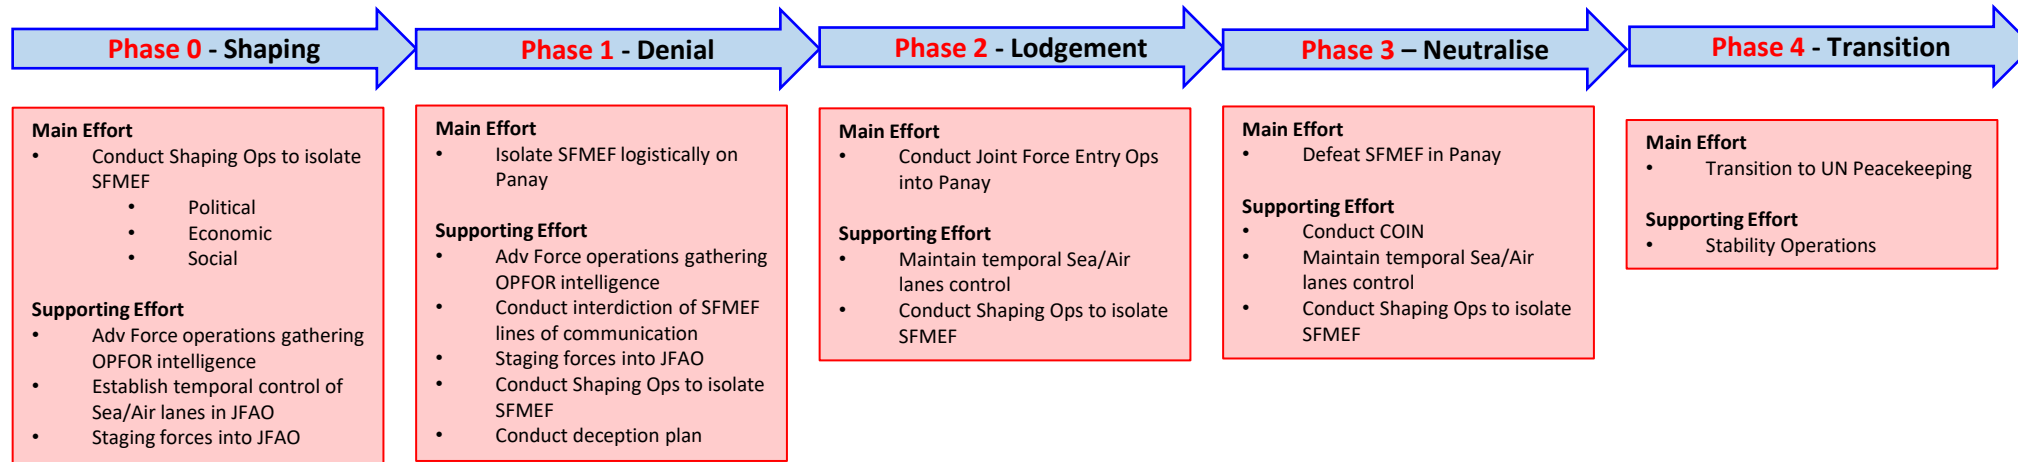 Phase 0 - Shaping
Main Effort
• Conduct Shaping Ops to isolate
SFMEF
• Political
• Economic
• Social
Supporting Effort
• Adv Force operations gathering
OPFOR intelligence
• Establish temporal control of
Sea/Air lanes in JFAO
• Staging forces into JFAO
Phase 1 - Denial
Main Effort
• Isolate SFMEF logistically on
Panay
Supporting Effort
• Adv Force operations gathering
OPFOR intelligence
• Conduct interdiction of SFMEF
lines of communication
• Staging forces into JFAO
• Conduct Shaping Ops to isolate
SFMEF
• Conduct deception plan
Phase 2 - Lodgement
Main Effort
• Conduct Joint Force Entry Ops
into Panay
Supporting Effort
• Maintain temporal Sea/Air
lanes control
• Conduct Shaping Ops to isolate
SFMEF
Phase 3 – Neutralise
Main Effort
• Defeat SFMEF in Panay
Supporting Effort
• Conduct COIN
• Maintain temporal Sea/Air
lanes control
• Conduct Shaping Ops to isolate
SFMEF
Phase 4 - Transition
Main Effort
• Transition to UN Peacekeeping
Supporting Effort
• Stability Operations